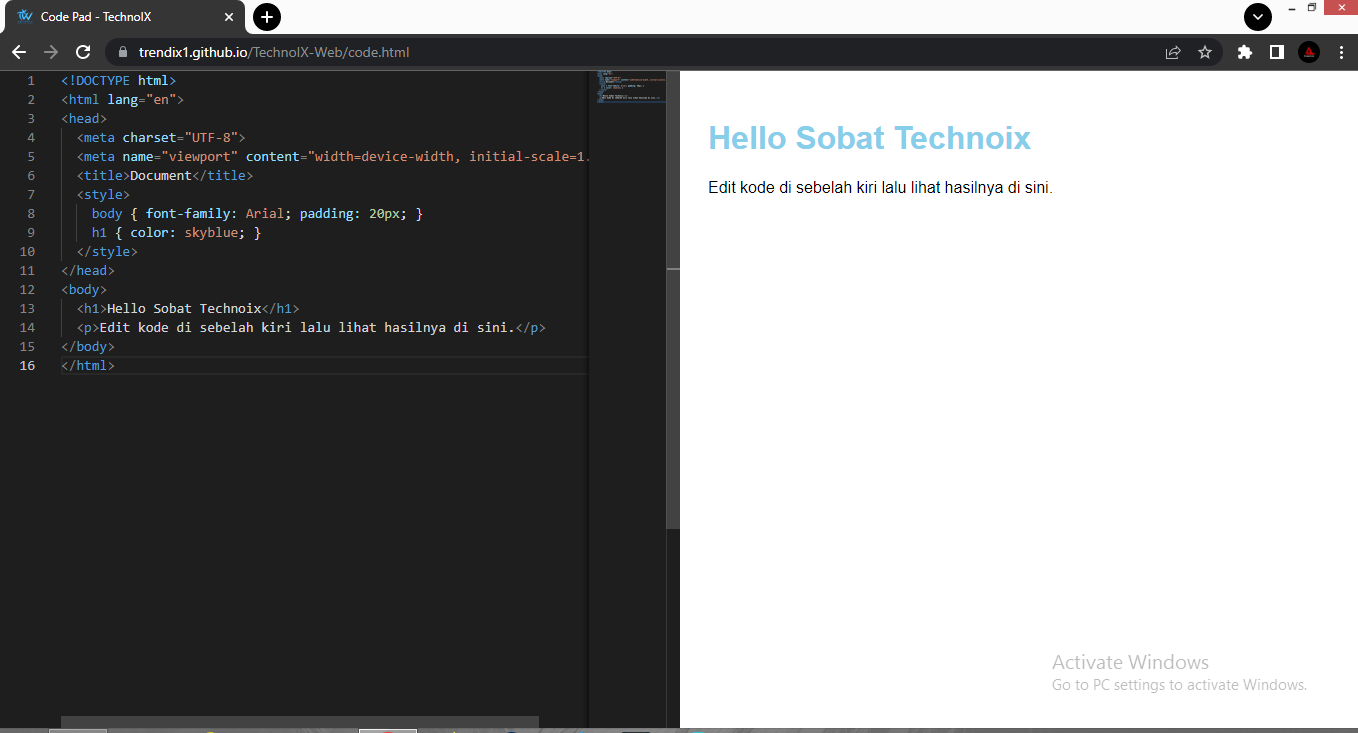 Code Pad - TechnoIX
trendix1.github.io/TechnoIX-Web/code.html
1 <!DOCTYPE html>
2 <html lang="en">
3 <head>
4 <meta charset="UTF-8">
5 <meta name="viewport" content="width=device-width, initial-scale=1.
6 <title>Document</title>
7 <style>
8 body { font-family: Arial; padding: 20px; }
9 h1 { color: skyblue; }
10 </style>
11 </head>
12 <body>
13 <h1>Hello Sobat Technoix</h1>
14 <p>Edit kode di sebelah kiri lalu lihat hasilnya di sini.</p>
15 </body>
16 </html>
Hello Sobat Technoix
Edit kode di sebelah kiri lalu lihat hasilnya di sini.
Activate Windows
Go to PC settings to activate Windows.